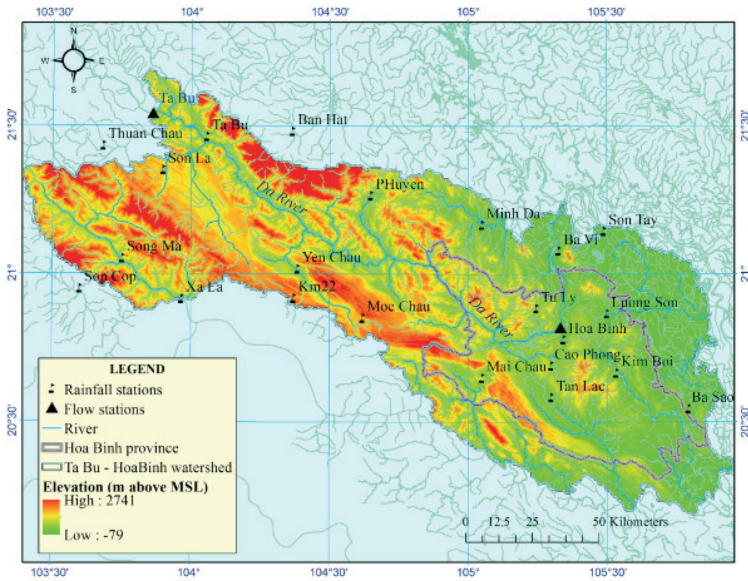 103°30'
104°
104°30'
105°
105°30'
N
W
E
S
Ta Bu
Ta Bu
Ban Hat
21°30'
21°30'
Thuan Chau
Son La
Da River
PHuyen
Minh Da
Son Tay
Ba Vi
Song Ma
Yen Chau
21°
21°
Sop Cop
Xa La
Km22
Moc Chau
Da River
Tu Ly
Luong Son
Hoa Binh
LEGEND
Rainfall stations
Flow stations
River
Hoa Binh province
Ta Bu - HoaBinh watershed
Elevation (m above MSL)
High : 2741
Low : -79
Mai Chau
Cao Phong
Kim Boi
Tan Lac
Ba Sao
20°30'
20°30'
0 12.5 25 50 Kilometers
103°30'
104°
104°30'
105°
105°30'